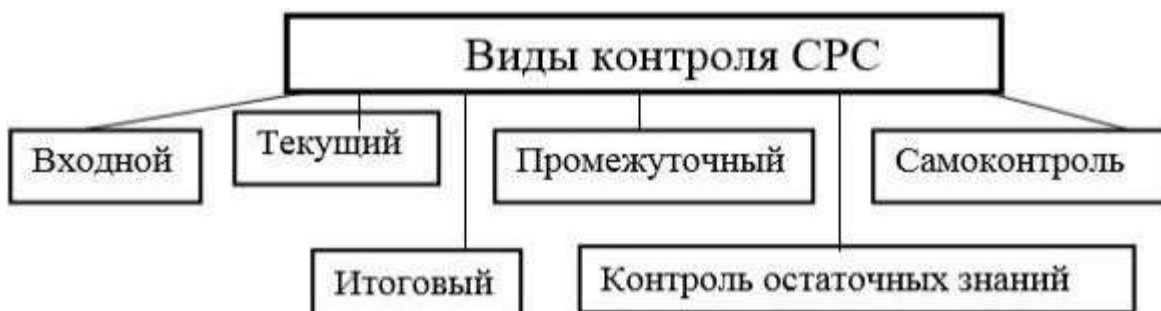 Виды контроля СРС
Входной
Текущий
Промежуточный
Самоконтроль
Итоговый
Контроль остаточных знаний